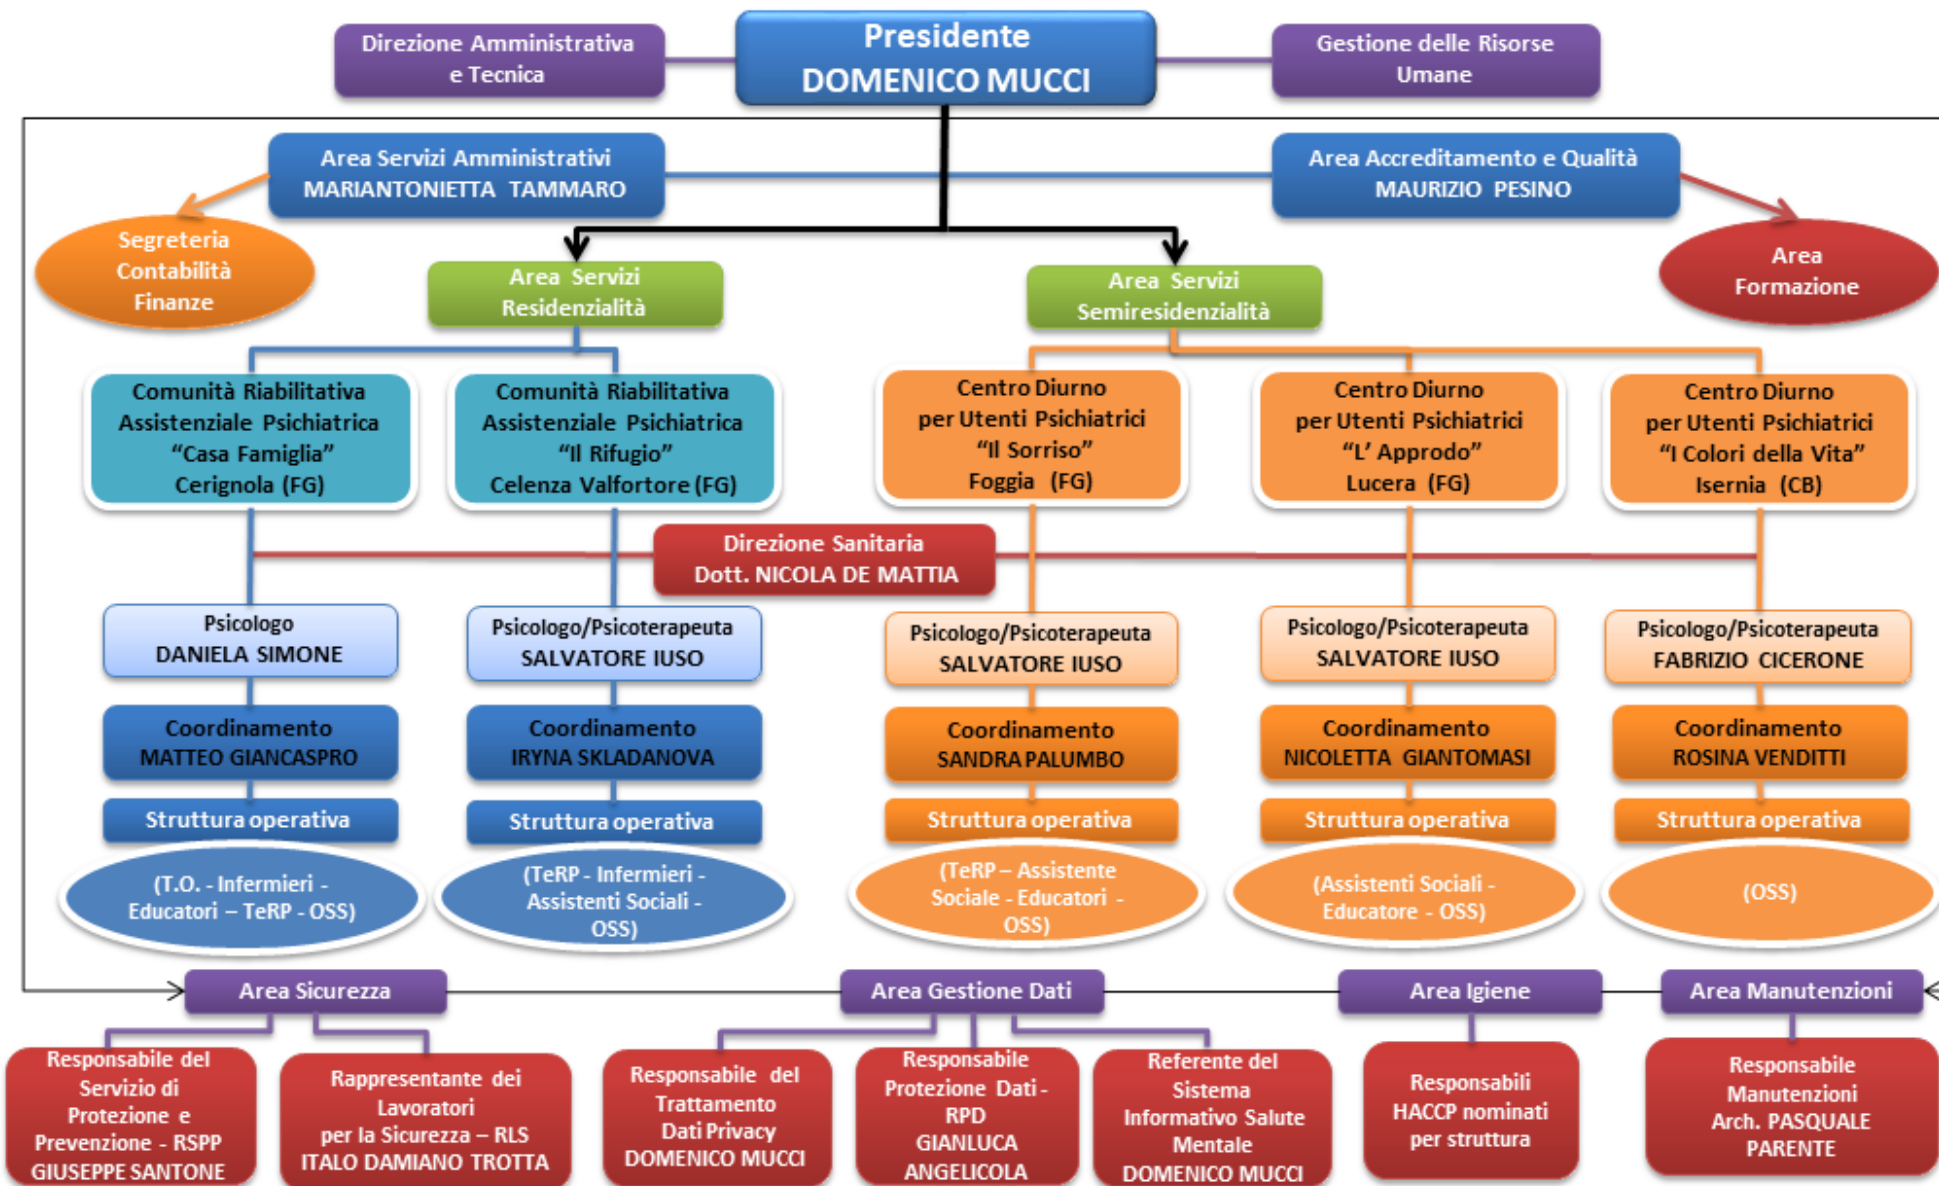 Direzione Amministrativa
e Tecnica
Presidente
DOMENICO MUCCI
Gestione delle Risorse
Umane
Area Servizi Amministrativi
MARIANTONIETTA TAMMARO
Area Accreditamento e Qualità
MAURIZIO PESINO
Segreteria
Contabilità
Finanze
Area Servizi
Residenzialità
Area Servizi
Semiresidenzialità
Area
Formazione
Comunità Riabilitativa
Assistenziale Psichiatrica
“Casa Famiglia”
Cerignola (FG)
Comunità Riabilitativa
Assistenziale Psichiatrica
“Il Rifugio”
Celenza Valfortore (FG)
Centro Diurno
per Utenti Psichiatrici
“Il Sorriso”
Foggia (FG)
Centro Diurno
per Utenti Psichiatrici
“L’ Approdo”
Lucera (FG)
Centro Diurno
per Utenti Psichiatrici
“I Colori della Vita”
Isernia (CB)
Direzione Sanitaria
Dott. NICOLA DE MATTIA
Psicologo
DANIELA SIMONE
Psicologo/Psicoterapeuta
SALVATORE IUSO
Psicologo/Psicoterapeuta
SALVATORE IUSO
Psicologo/Psicoterapeuta
SALVATORE IUSO
Psicologo/Psicoterapeuta
FABRIZIO CICERONE
Coordinamento
MATTEO GIANCASPRO
Coordinamento
IRYNA SKLADANOVA
Coordinamento
SANDRA PALUMBO
Coordinamento
NICOLETTA GIANTOMASI
Coordinamento
ROSINA VENDITTI
Struttura operativa
Struttura operativa
Struttura operativa
Struttura operativa
Struttura operativa
(T.O. - Infermieri -
Educatori – TeRP - OSS)
(TeRP - Infermieri -
Assistenti Sociali -
OSS)
(TeRP – Assistente
Sociale - Educatori -
OSS)
(Assistenti Sociali -
Educatore - OSS)
(OSS)
Area Sicurezza
Area Gestione Dati
Area Igiene
Area Manutenzioni
Responsabile del
Servizio di
Protezione e
Prevenzione - RSPP
GIUSEPPE SANTONE
Rappresentante dei
Lavoratori
per la Sicurezza – RLS
ITALO DAMIANO TROTTA
Responsabile del
Trattamento
Dati Privacy
DOMENICO MUCCI
Responsabile
Protezione Dati -
RPD
GIANLUCA
ANGELICOLA
Referente del
Sistema
Informativo Salute
Mentale
DOMENICO MUCCI
Responsabili
HACCP nominati
per struttura
Responsabile
Manutenzioni
Arch. PASQUALE
PARENTE